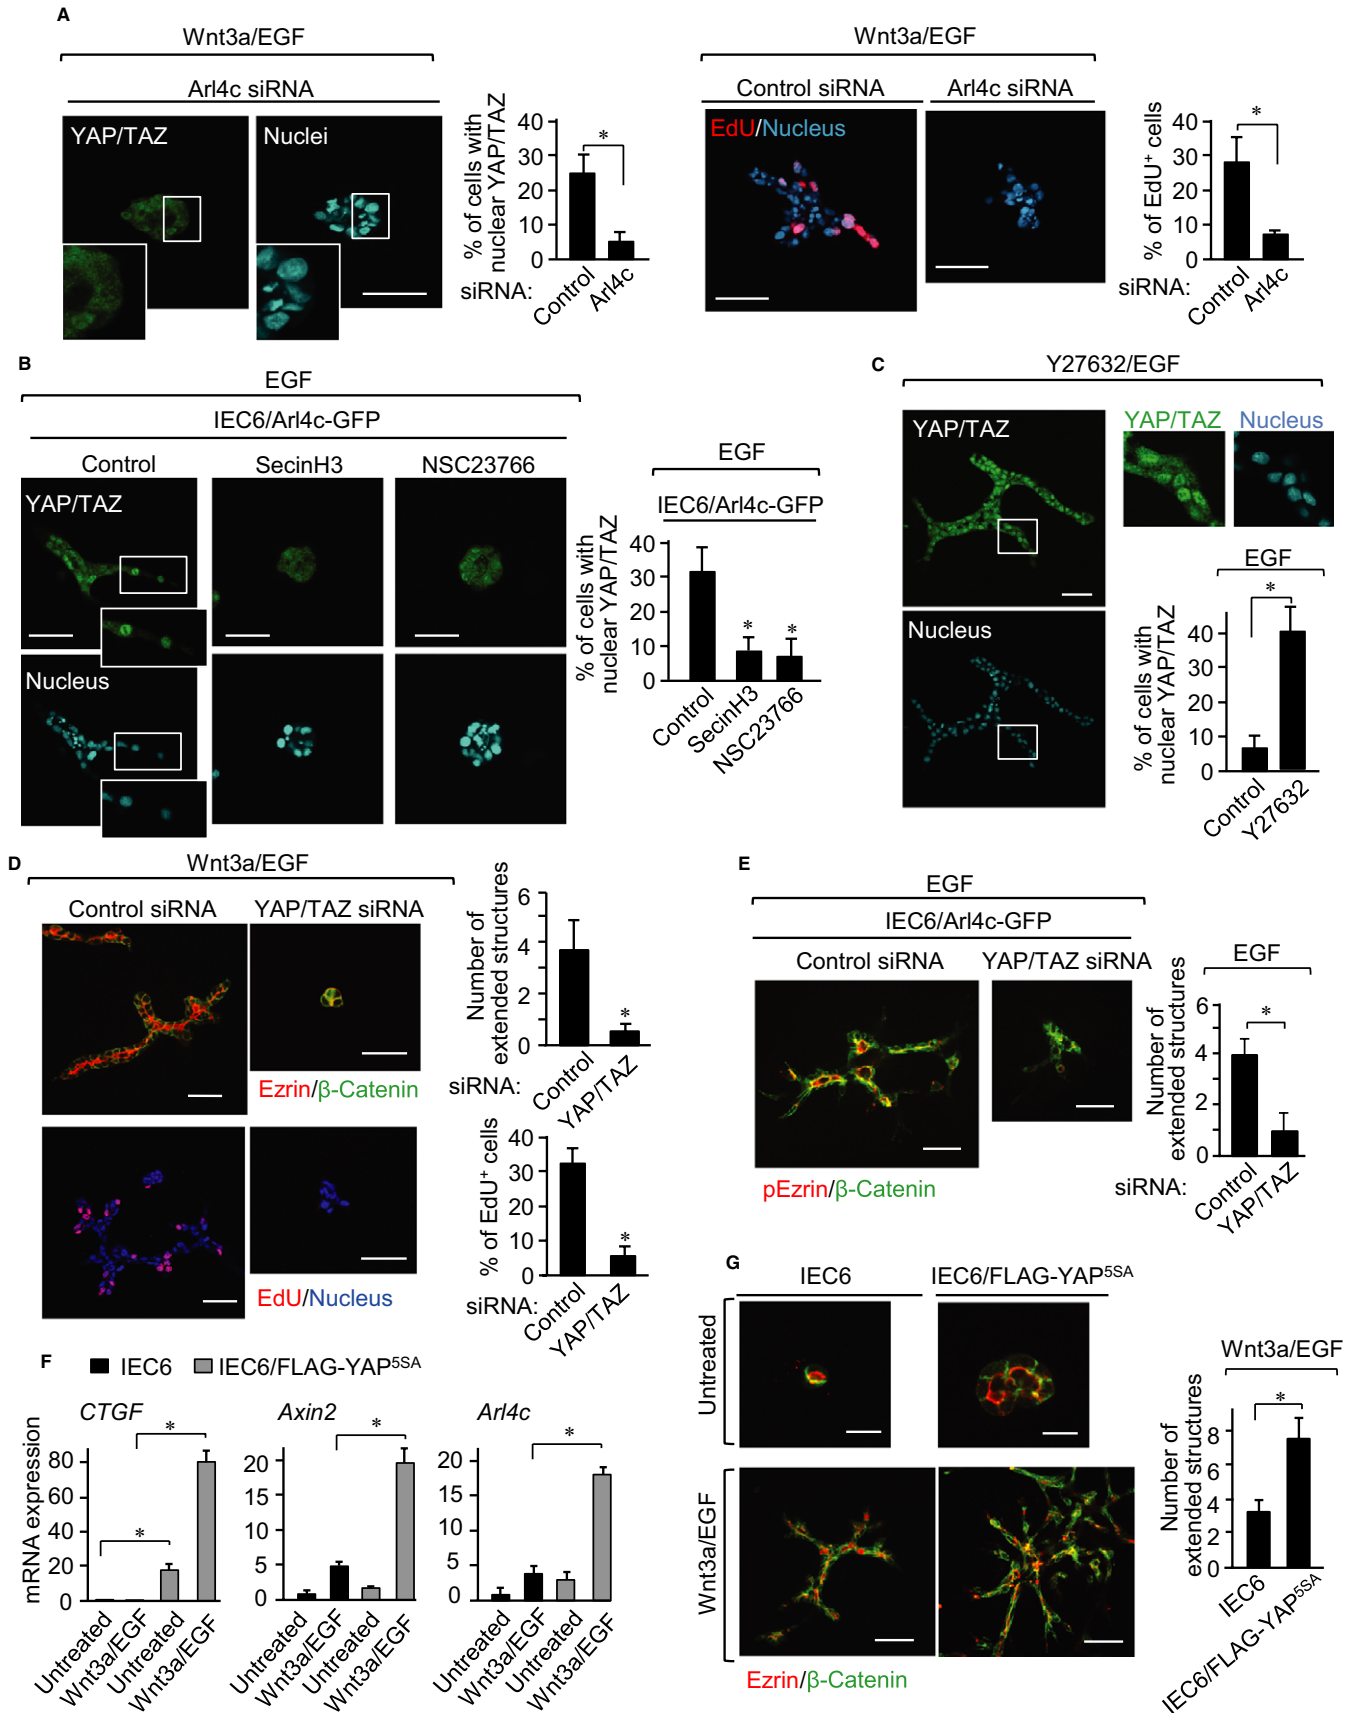 A
Wnt3a/EGF
Arl4c siRNA
YAP/TAZ
Nuclei
% of cells with
nuclear YAP/TAZ
40
30
20
10
0
*
siRNA:
Control
Arl4c
Wnt3a/EGF
Control siRNA
Arl4c siRNA
EdU/Nucleus
% of EdU+ cells
40
30
20
10
0
*
siRNA:
Control
Arl4c
B
EGF
IEC6/Arl4c-GFP
Control
SecinH3
NSC23766
YAP/TAZ
Nucleus
EGF
IEC6/Arl4c-GFP
% of cells with
nuclear YAP/TAZ
40
30
20
10
0
*
*
Control
SecinH3
NSC23766
C
Y27632/EGF
YAP/TAZ
YAP/TAZ
Nucleus
Nucleus
EGF
% of cells with
nuclear YAP/TAZ
40
30
20
10
0
*
Control
Y27632
D
Wnt3a/EGF
Control siRNA
YAP/TAZ siRNA
Ezrin/β-Catenin
EdU/Nucleus
Number of
extended structures
6
4
2
0
*
siRNA:
Control
YAP/TAZ
% of EdU+ cells
40
30
20
10
0
*
siRNA:
Control
YAP/TAZ
E
EGF
IEC6/Arl4c-GFP
Control siRNA
YAP/TAZ siRNA
pEzrin/β-Catenin
EGF
Number of
extended structures
6
4
2
0
*
siRNA:
Control
YAP/TAZ
F
IEC6
IEC6/FLAG-YAP5SA
mRNA expression
CTGF
80
60
40
20
0
*
*
Untreated
Wnt3a/EGF
Untreated
Wnt3a/EGF
Axin2
20
15
10
5
0
*
Untreated
Wnt3a/EGF
Untreated
Wnt3a/EGF
Arl4c
20
15
10
5
0
*
Untreated
Wnt3a/EGF
Untreated
Wnt3a/EGF
G
IEC6
IEC6/FLAG-YAP5SA
Untreated
Wnt3a/EGF
Ezrin/β-Catenin
Wnt3a/EGF
Number of
extended structures
8
6
4
2
0
*
IEC6
IEC6/FLAG-YAP5SA